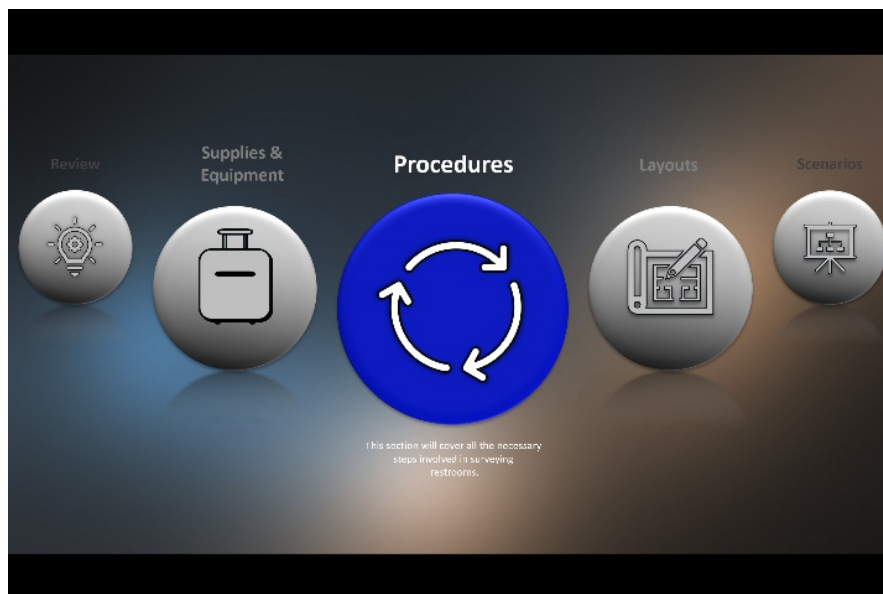 Review
Supplies &
Equipment
Procedures
Layouts
Scenarios
This section will cover all the necessary
steps involved in surveying
restrooms.